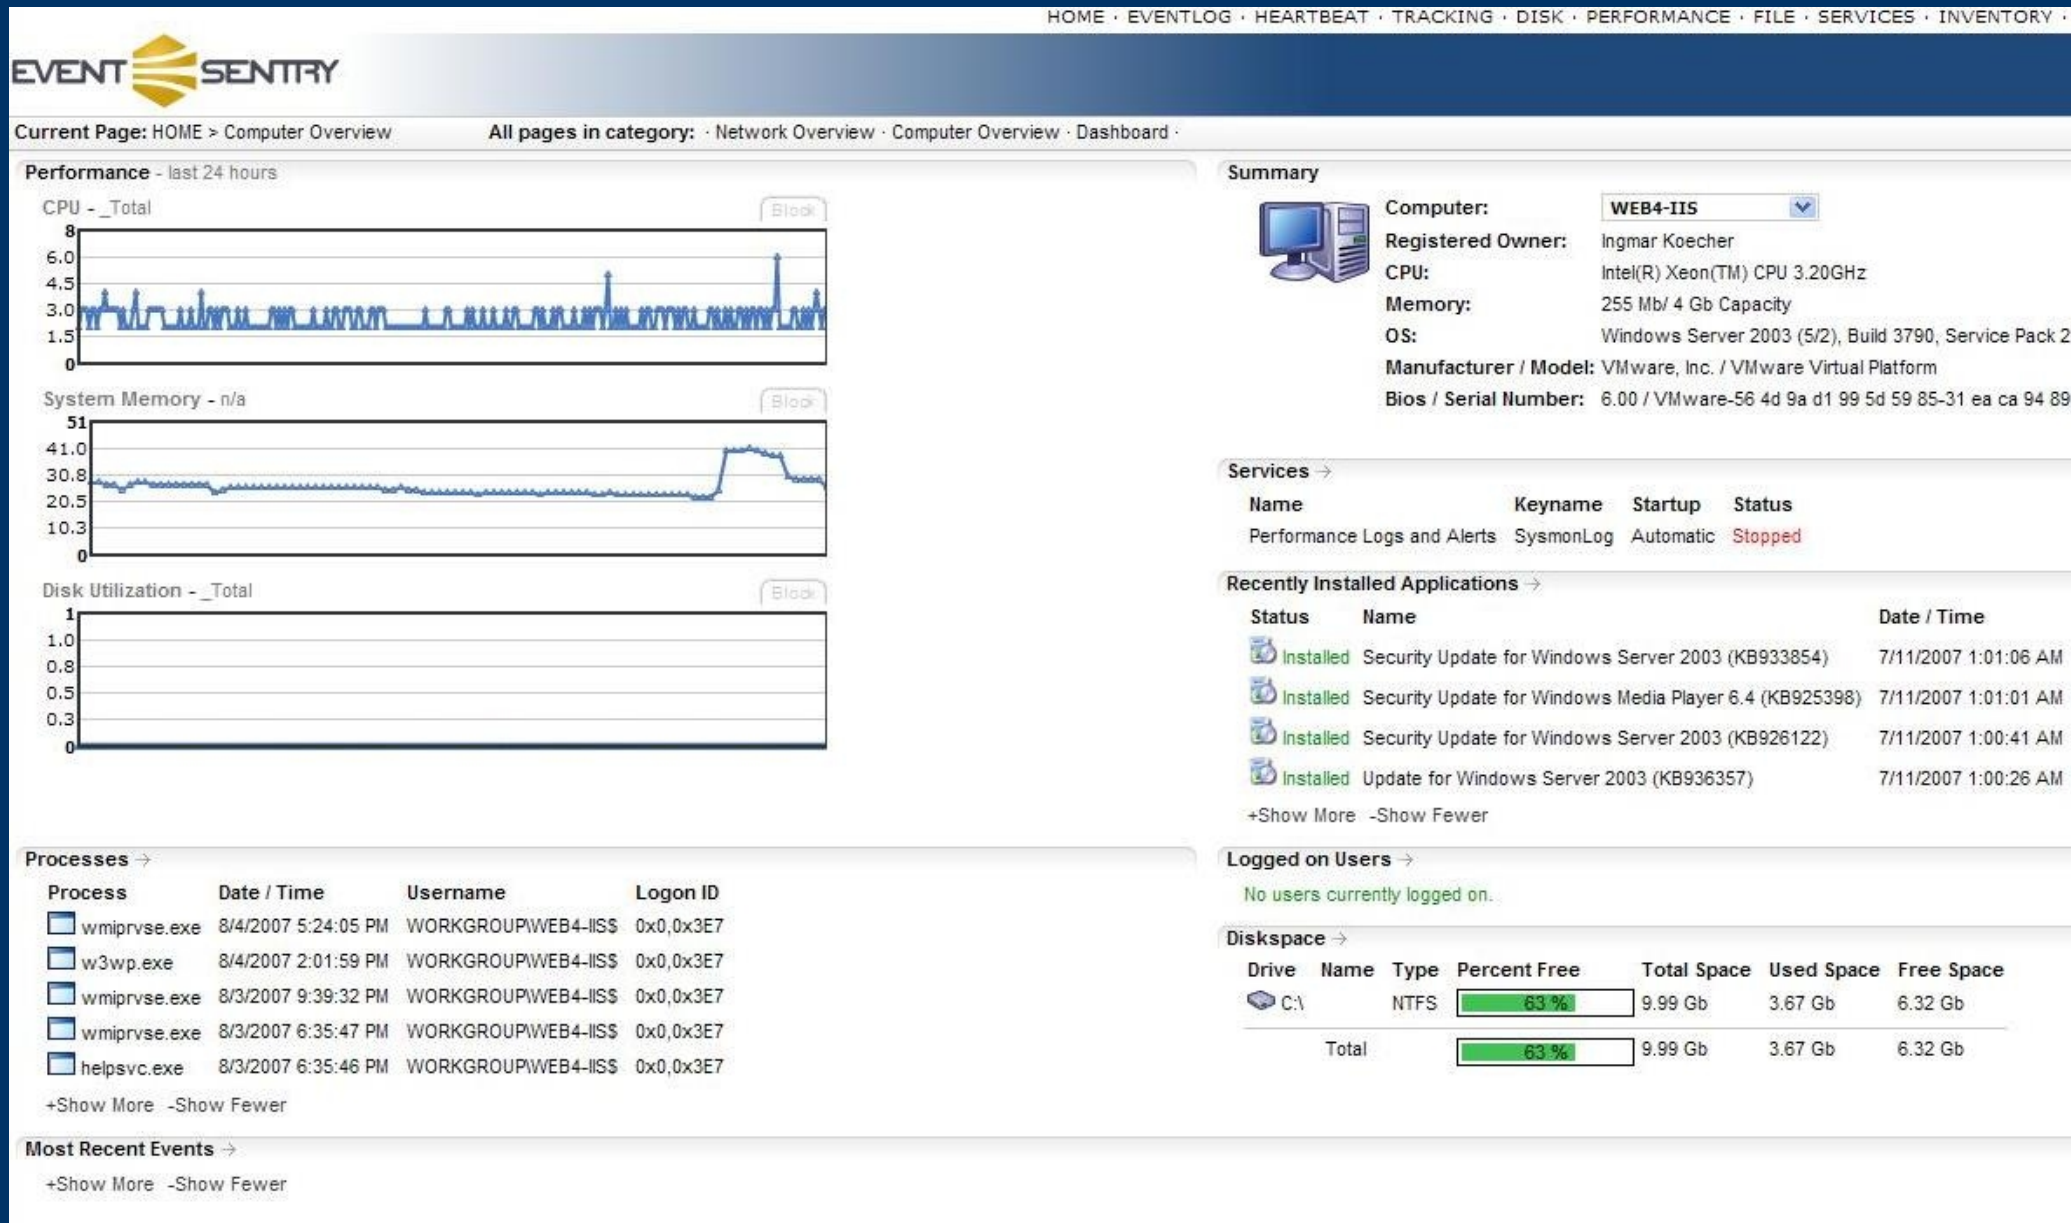 HOME · EVENTLOG · HEARTBEAT · TRACKING · DISK · PERFORMANCE · FILE · SERVICES · INVENTORY ·
EVENT SENTRY
Current Page: HOME > Computer Overview All pages in category: · Network Overview · Computer Overview · Dashboard ·
Performance - last 24 hours
CPU - _Total Block
8
6.0
4.5
3.0
1.5
0
System Memory - n/a Block
51
41.0
30.8
20.5
10.3
0
Disk Utilization - _Total Block
1
1.0
0.8
0.5
0.3
0
Summary
Computer: WEB4-IIS
Registered Owner: Ingmar Koecher
CPU: Intel(R) Xeon(TM) CPU 3.20GHz
Memory: 255 Mb/ 4 Gb Capacity
OS: Windows Server 2003 (5/2), Build 3790, Service Pack 2
Manufacturer / Model: VMware, Inc. / VMware Virtual Platform
Bios / Serial Number: 6.00 / VMware-56 4d 9a d1 99 5d 59 85-31 ea ca 94 89
Services →
Name Keyname Startup Status
Performance Logs and Alerts SysmonLog Automatic Stopped
Recently Installed Applications →
Status Name Date / Time
Installed Security Update for Windows Server 2003 (KB933854) 7/11/2007 1:01:06 AM
Installed Security Update for Windows Media Player 6.4 (KB925398) 7/11/2007 1:01:01 AM
Installed Security Update for Windows Server 2003 (KB926122) 7/11/2007 1:00:41 AM
Installed Update for Windows Server 2003 (KB936357) 7/11/2007 1:00:26 AM
+Show More -Show Fewer
Processes →
Process Date / Time Username Logon ID
wmiprvse.exe 8/4/2007 5:24:05 PM WORKGROUP\WEB4-IIS$ 0x0,0x3E7
w3wp.exe 8/4/2007 2:01:59 PM WORKGROUP\WEB4-IIS$ 0x0,0x3E7
wmiprvse.exe 8/3/2007 9:39:32 PM WORKGROUP\WEB4-IIS$ 0x0,0x3E7
wmiprvse.exe 8/3/2007 6:35:47 PM WORKGROUP\WEB4-IIS$ 0x0,0x3E7
helpsvc.exe 8/3/2007 6:35:46 PM WORKGROUP\WEB4-IIS$ 0x0,0x3E7
+Show More -Show Fewer
Logged on Users →
No users currently logged on.
Diskspace →
Drive Name Type Percent Free Total Space Used Space Free Space
C:\ NTFS 63 % 9.99 Gb 3.67 Gb 6.32 Gb
Total 63 % 9.99 Gb 3.67 Gb 6.32 Gb
Most Recent Events →
+Show More -Show Fewer